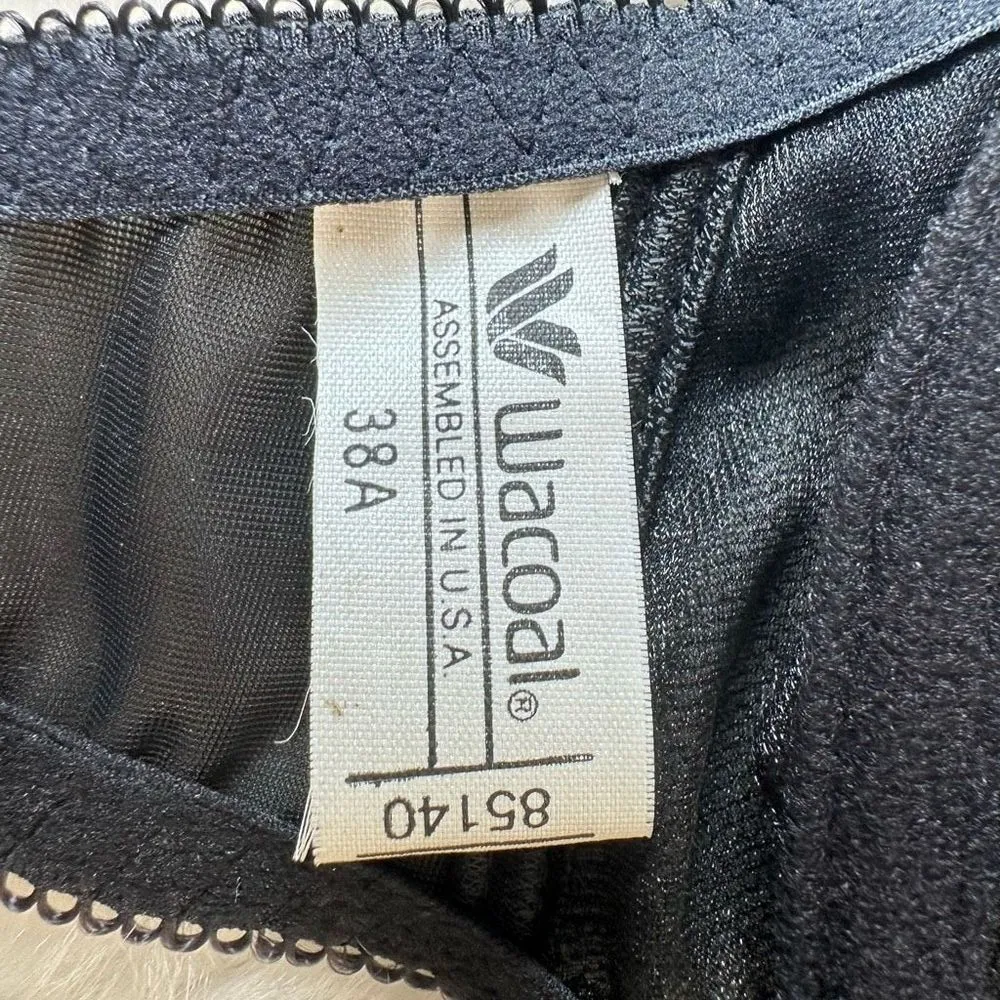 wacoal®
ASSEMBLED IN U.S.A.
38A
85140